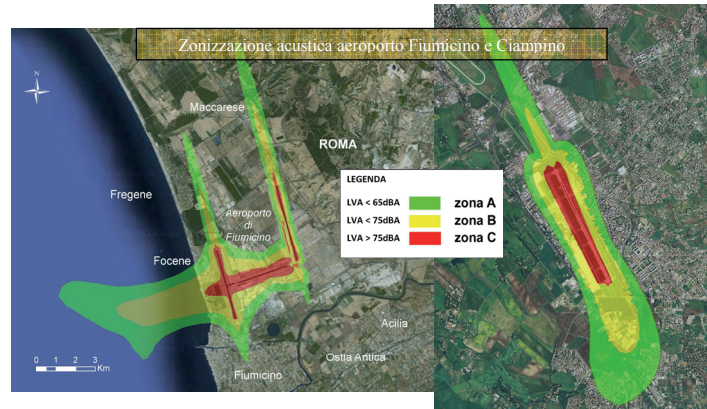 Zonizzazione acustica aeroporto Fiumicino e Ciampino
N
Maccarese
ROMA
LEGENDA
LVA < 65dBA zona A
LVA < 75dBA zona B
LVA > 75dBA zona C
Fregene
Aeroporto
di
Fiumicino
Focene
Acilia
Ostia Antica
Fiumicino
0 1 2 3
Km